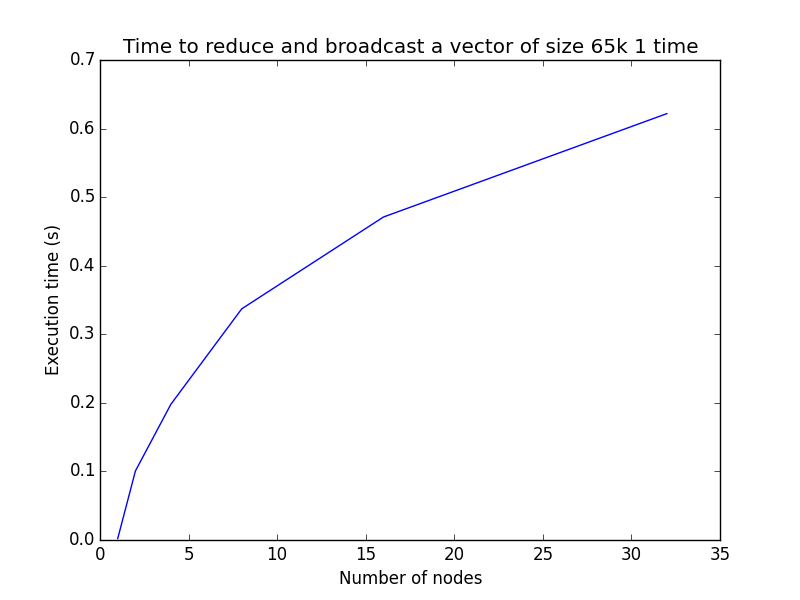 Time to reduce and broadcast a vector of size 65k 1 time
0.7
0.6
0.5
0.4
0.3
0.2
0.1
0.0
Execution time (s)
0 5 10 15 20 25 30 35
Number of nodes